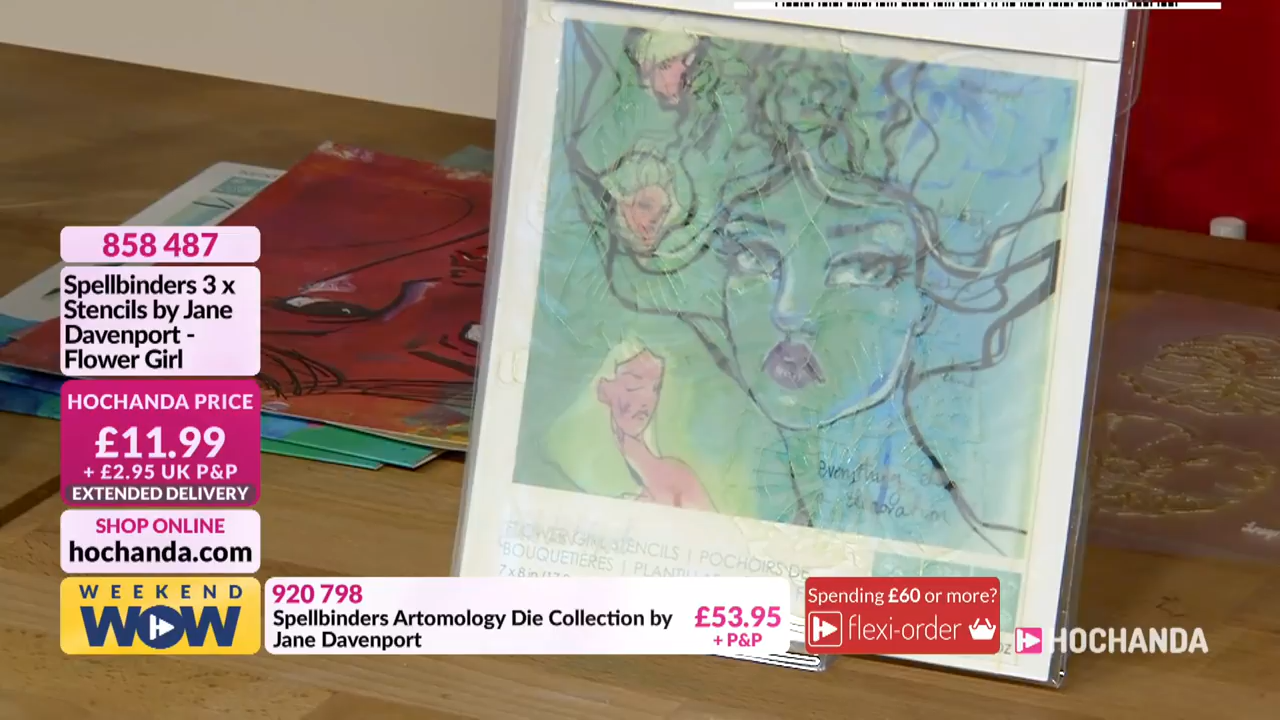 858 487
Spellbinders 3 x
Stencils by Jane
Davenport -
Flower Girl
HOCHANDA PRICE
£11.99
+ £2.95 UK P&P
EXTENDED DELIVERY
SHOP ONLINE
hochanda.com
WEEKEND
WOW
920 798
Spellbinders Artomology Die Collection by
Jane Davenport
£53.95
+ P&P
Spending £60 or more?
flexi-order
HOCHANDA
FLOWER GIRL STENCILS | POCHOIRS DE
BOUQUETIÈRES |
Everything